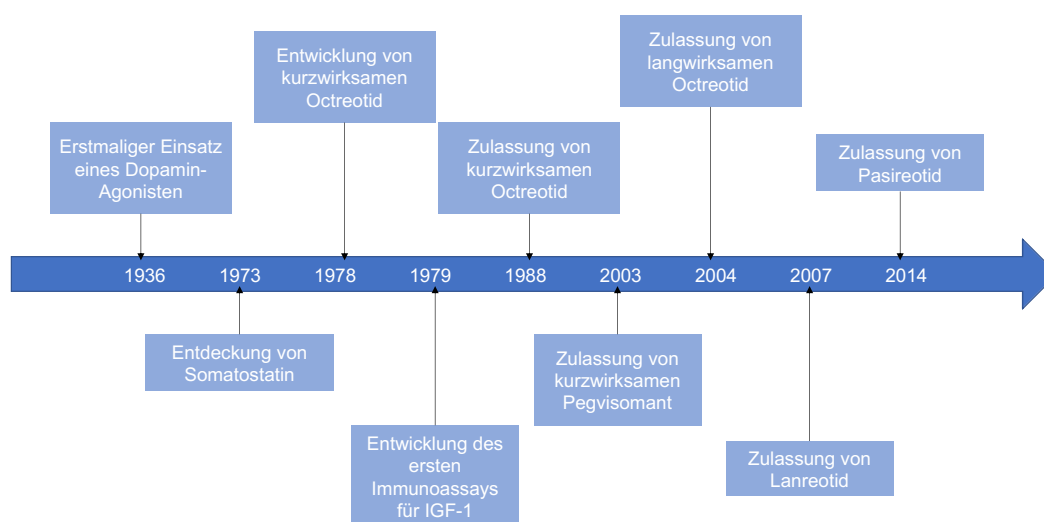 Entwicklung von
kurzwirksamen
Octreotid
Zulassung von
langwirksamen
Octreotid
Erstmaliger Einsatz
eines Dopamin-
Agonisten
Zulassung von
kurzwirksamen
Octreotid
Zulassung von
Pasireotid
1936 1973 1978 1979 1988 2003 2004 2007 2014
Entdeckung von
Somatostatin
Zulassung von
kurzwirksamen
Pegvisomant
Entwicklung des
ersten
Immunoassays
für IGF-1
Zulassung von
Lanreotid